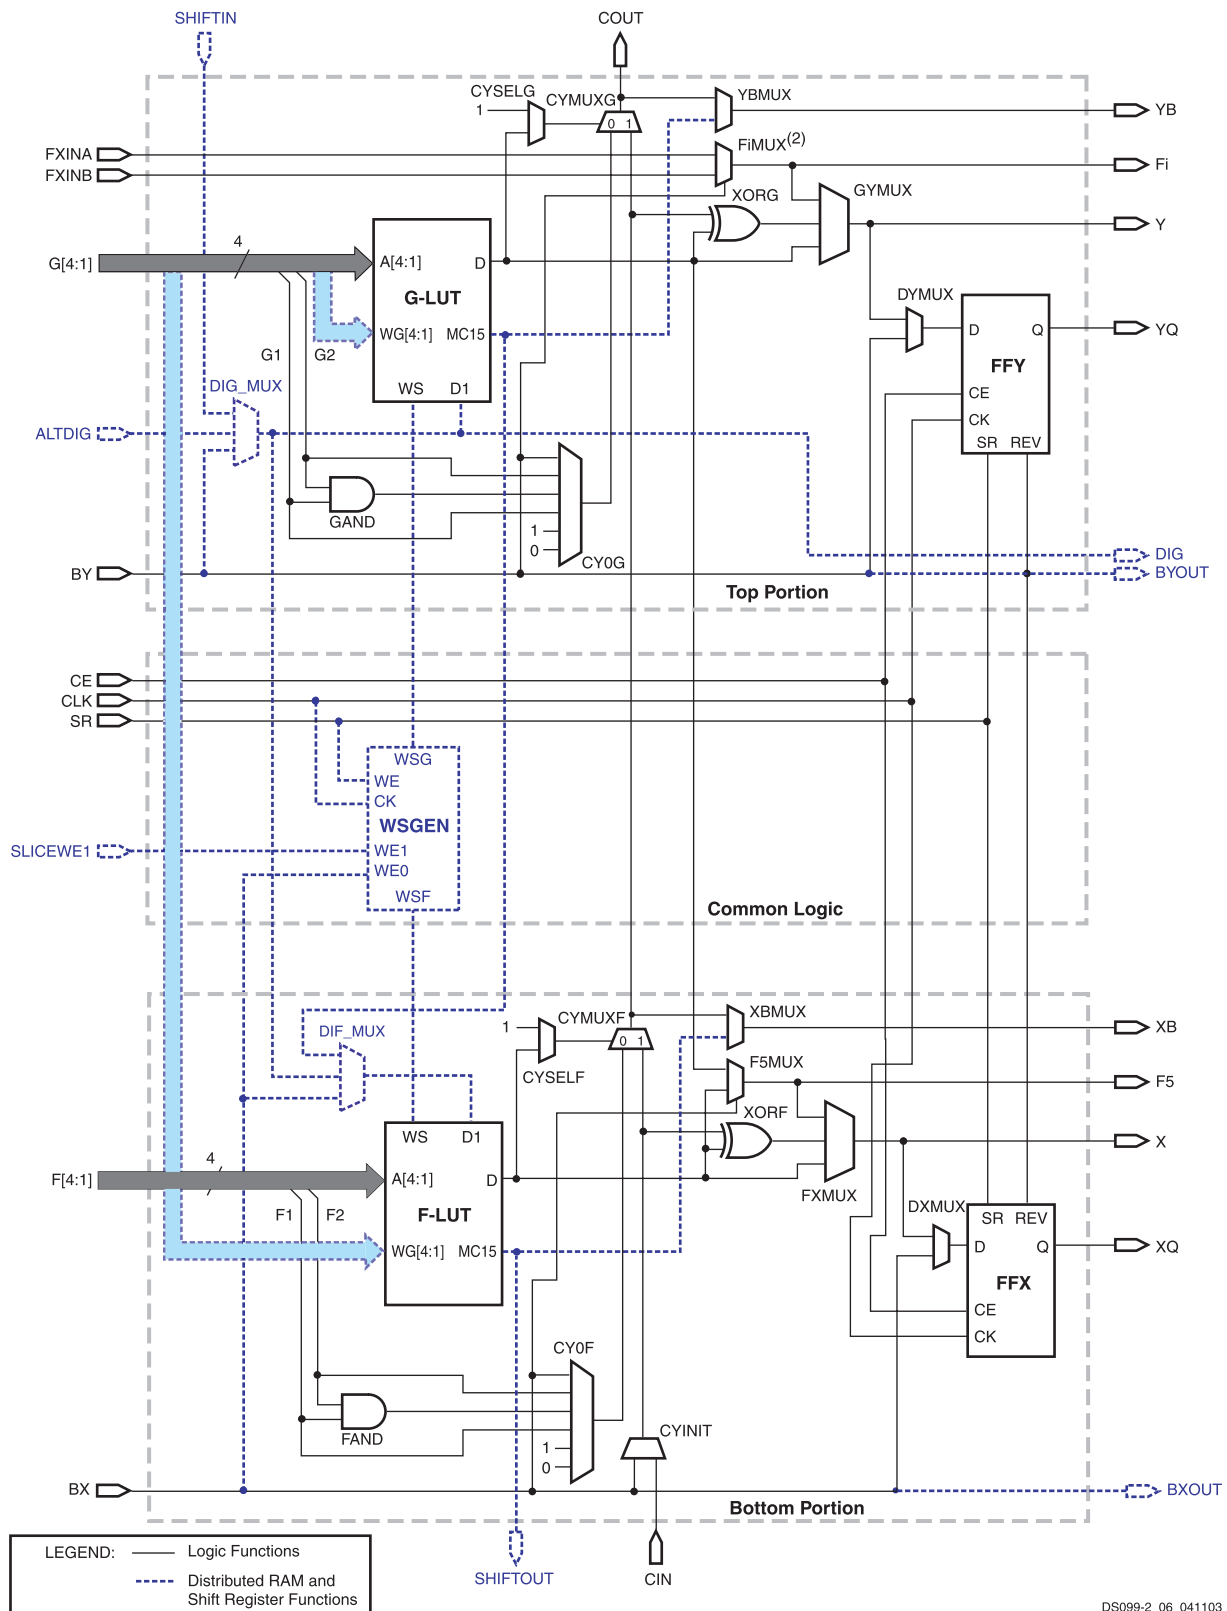 SHIFTIN
COUT
CYSELG
1
CYMUXG
0 1
YBMUX
YB
FXINA
FXINB
FiMUX(2)
Fi
XORG
GYMUX
Y
G[4:1]
4
A[4:1]
D
G-LUT
WG[4:1]
MC15
WS
D1
G1
G2
DYMUX
D
Q
YQ
FFY
CE
CK
SR
REV
DIG_MUX
ALTDIG
GAND
1
0
CY0G
DIG
BY
BYOUT
Top Portion
CE
CLK
SR
WSG
WE
CK
WSGEN
SLICEWE1
WE1
WE0
WSF
Common Logic
DIF_MUX
1
CYMUXF
0 1
XBMUX
XB
CYSELF
F5MUX
F5
XORF
X
WS
D1
F[4:1]
4
A[4:1]
D
FXMUX
F-LUT
F1
F2
WG[4:1]
MC15
DXMUX
SR
REV
D
Q
XQ
FFX
CE
CK
CY0F
FAND
1
0
CYINIT
BX
BXOUT
Bottom Portion
LEGEND:
Logic Functions
Distributed RAM and
Shift Register Functions
SHIFTOUT
CIN
DS099-2_06_041103